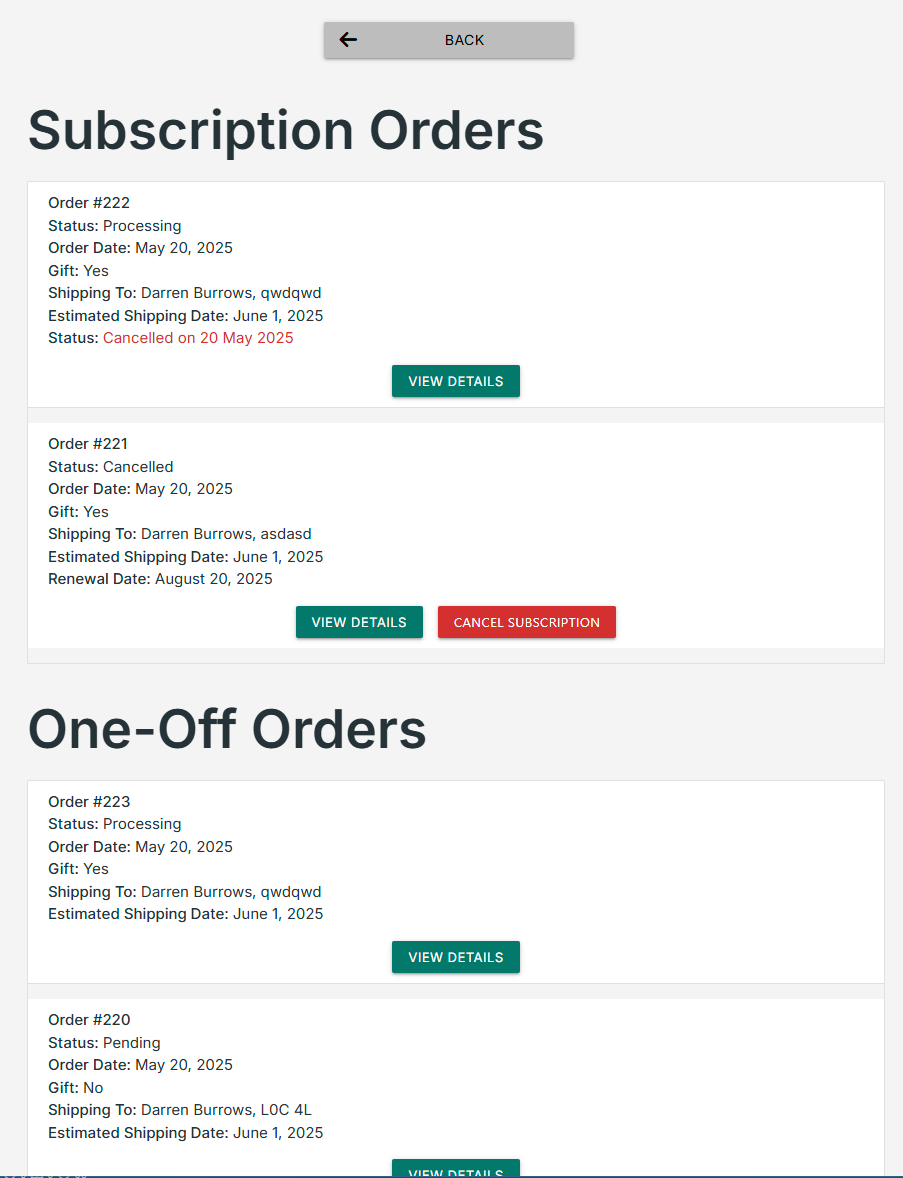 BACK
Subscription Orders
Order #222
Status: Processing
Order Date: May 20, 2025
Gift: Yes
Shipping To: Darren Burrows, qwdqwd
Estimated Shipping Date: June 1, 2025
Status: Cancelled on 20 May 2025
VIEW DETAILS
Order #221
Status: Cancelled
Order Date: May 20, 2025
Gift: Yes
Shipping To: Darren Burrows, asdasd
Estimated Shipping Date: June 1, 2025
Renewal Date: August 20, 2025
VIEW DETAILS CANCEL SUBSCRIPTION
One-Off Orders
Order #223
Status: Processing
Order Date: May 20, 2025
Gift: Yes
Shipping To: Darren Burrows, qwdqwd
Estimated Shipping Date: June 1, 2025
VIEW DETAILS
Order #220
Status: Pending
Order Date: May 20, 2025
Gift: No
Shipping To: Darren Burrows, L0C 4L
Estimated Shipping Date: June 1, 2025
VIEW DETAILS